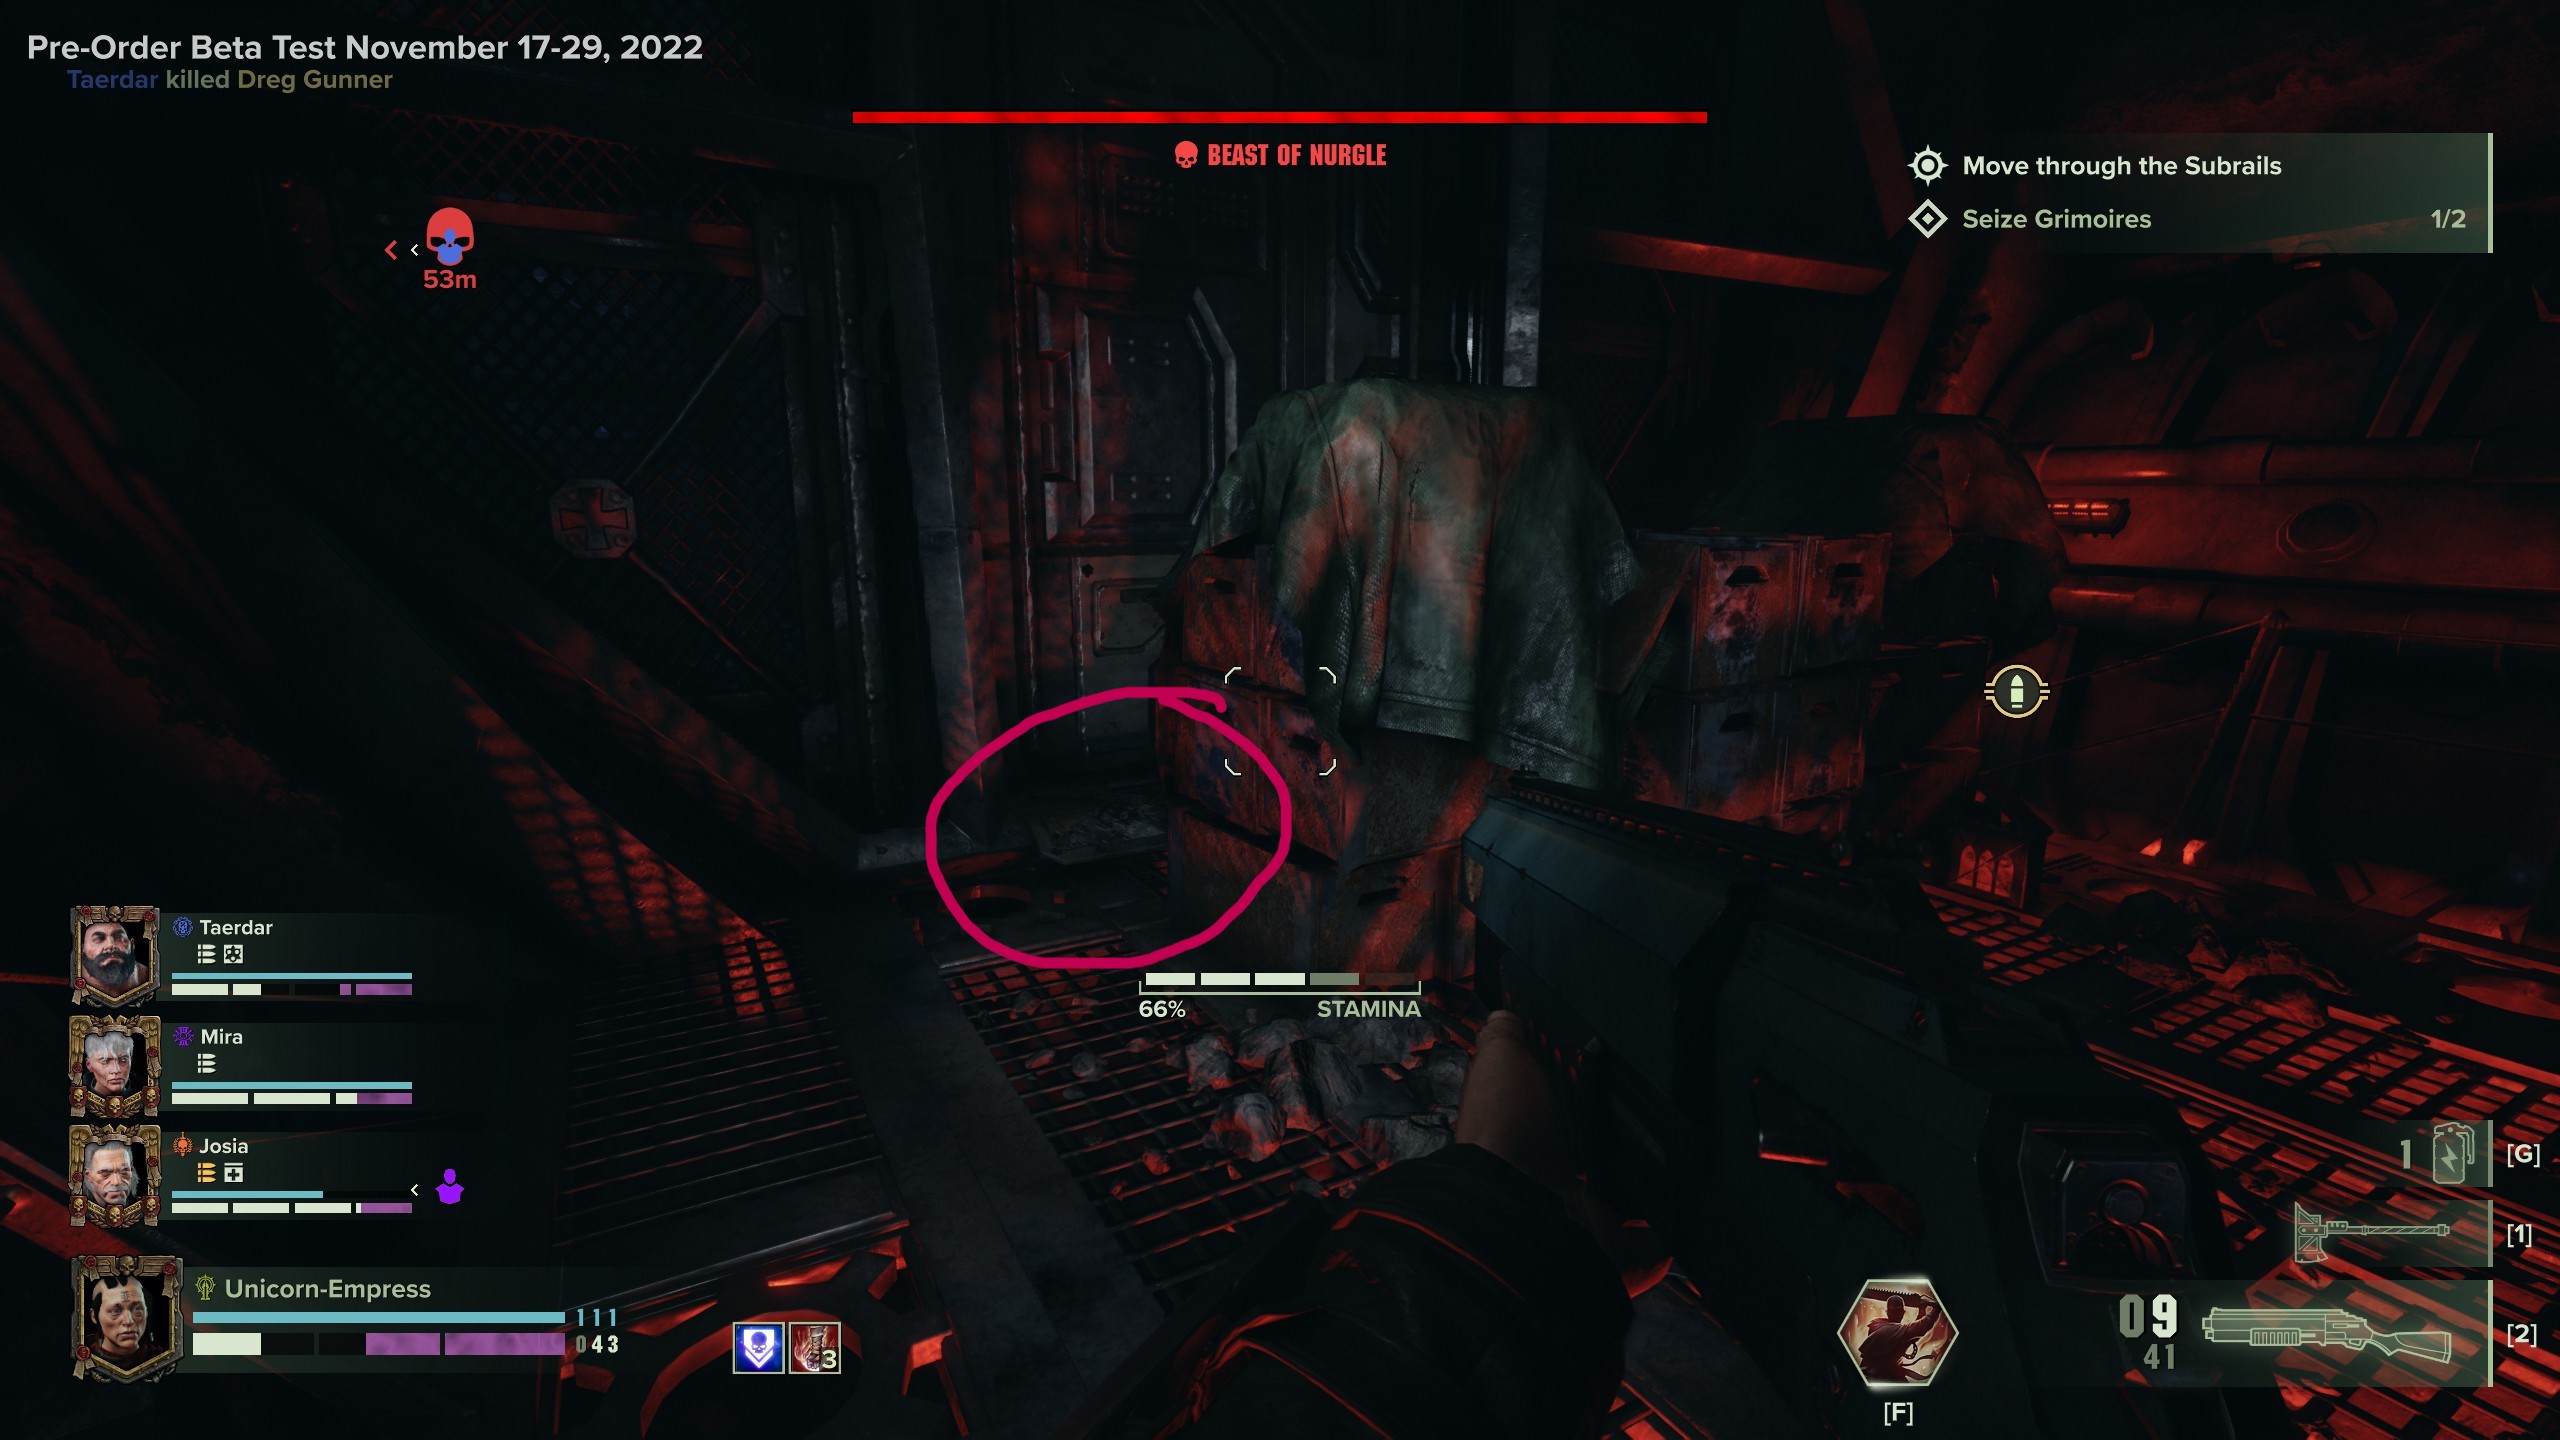 Pre-Order Beta Test November 17-29, 2022
Taerdar killed Dreg Gunner
BEAST OF NURGLE
Move through the Subrails
Seize Grimoires 1/2
53m
Taerdar
Mira
Josia
Unicorn-Empress
111
043
3
66% STAMINA
1 [G]
[1]
09
41
[2]
[F]